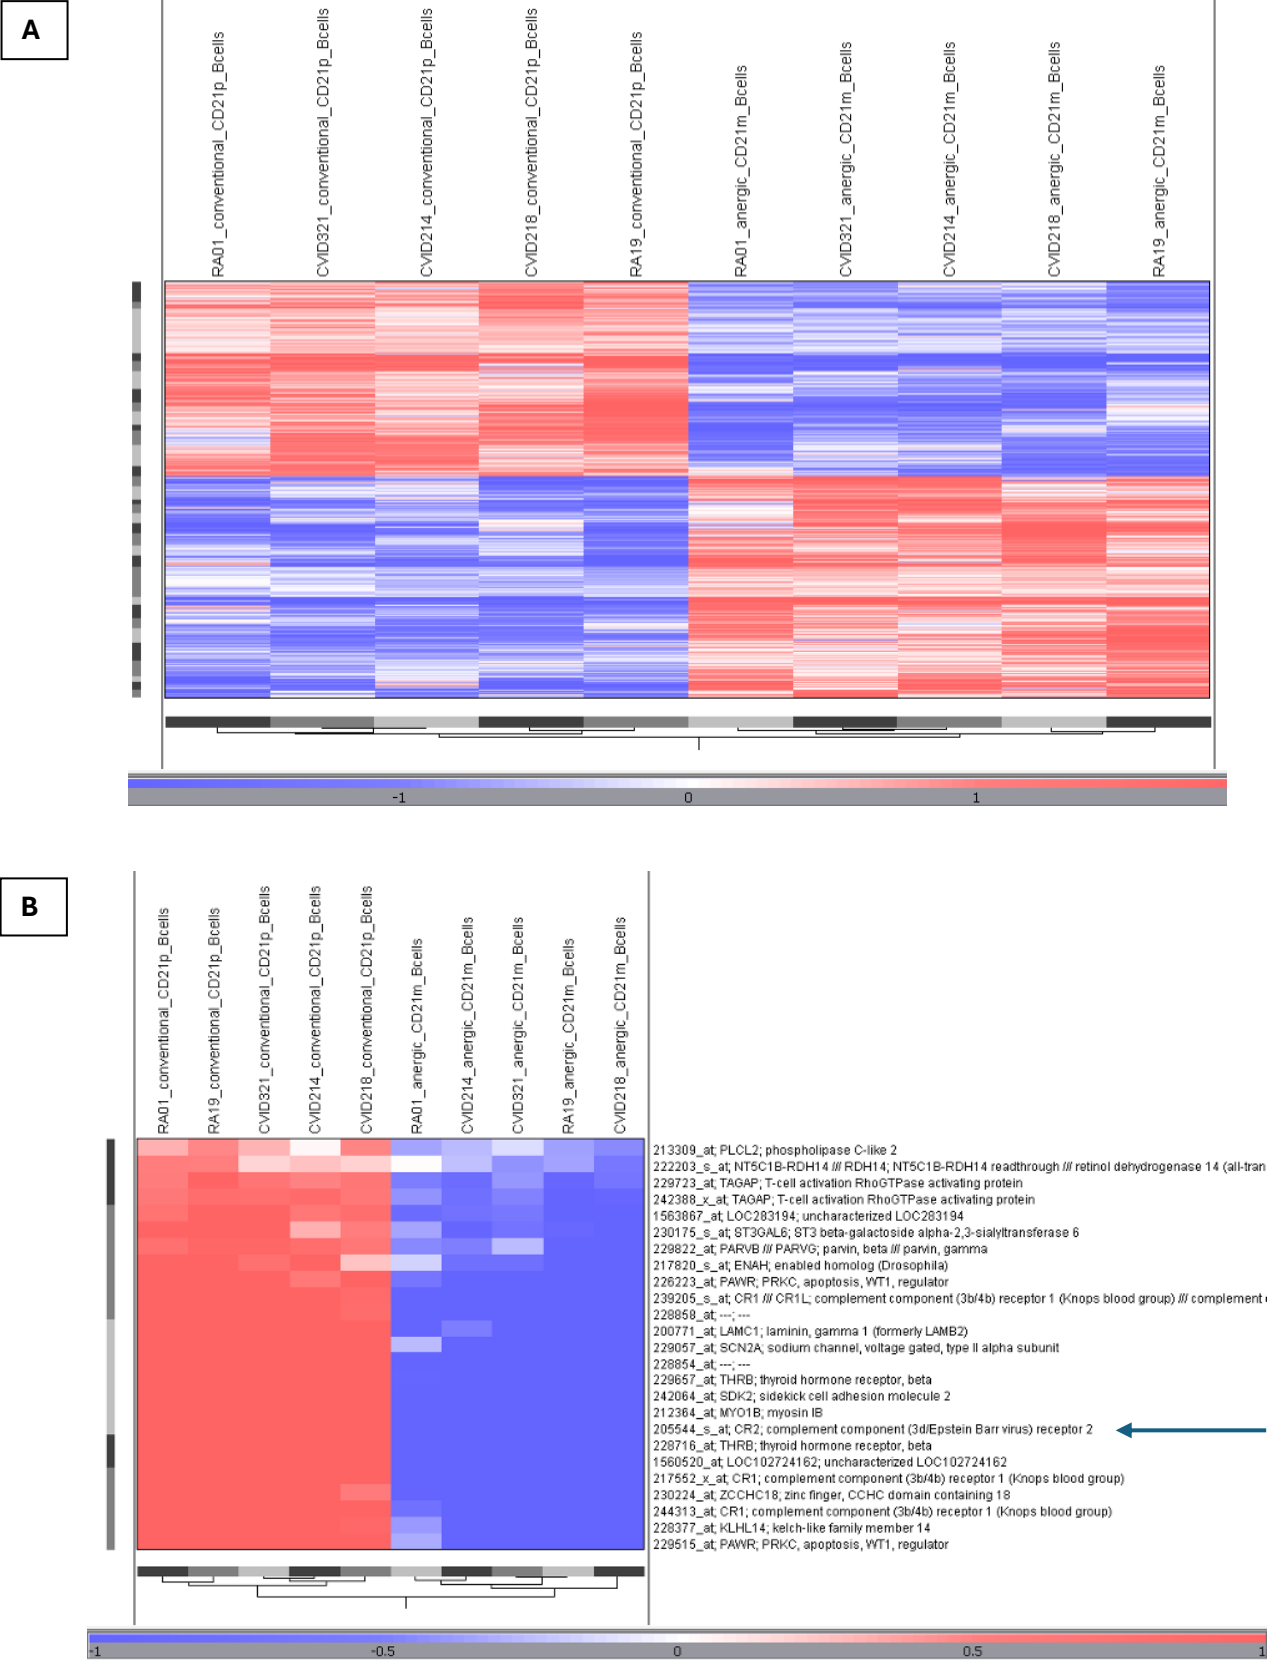 A
RA01_conventional_CD21p_Bcells
CVID321_conventional_CD21p_Bcells
CVID214_conventional_CD21p_Bcells
CVID218_conventional_CD21p_Bcells
RA19_conventional_CD21p_Bcells
RA01_anergic_CD21m_Bcells
CVID321_anergic_CD21m_Bcells
CVID214_anergic_CD21m_Bcells
CVID218_anergic_CD21m_Bcells
RA19_anergic_CD21m_Bcells
-1 0 1
B
RA01_conventional_CD21p_Bcells
RA19_conventional_CD21p_Bcells
CVID321_conventional_CD21p_Bcells
CVID214_conventional_CD21p_Bcells
CVID218_conventional_CD21p_Bcells
RA01_anergic_CD21m_Bcells
CVID214_anergic_CD21m_Bcells
CVID321_anergic_CD21m_Bcells
RA19_anergic_CD21m_Bcells
CVID218_anergic_CD21m_Bcells
213309_at; PLCL2; phospholipase C-like 2
222203_s_at; NT5C1B-RDH14 /// RDH14; NT5C1B-RDH14 readthrough /// retinol dehydrogenase 14 (all-tran
229723_at; TAGAP; T-cell activation RhoGTPase activating protein
242388_x_at; TAGAP; T-cell activation RhoGTPase activating protein
1563867_at; LOC283194; uncharacterized LOC283194
230175_s_at; ST3GAL6; ST3 beta-galactoside alpha-2,3-sialyltransferase 6
229822_at; PARVB /// PARVG; parvin, beta /// parvin, gamma
217820_s_at; ENAH; enabled homolog (Drosophila)
226223_at; PAWR; PRKC, apoptosis, WT1, regulator
239205_s_at; CR1 /// CR1L; complement component (3b/4b) receptor 1 (Knops blood group) /// complement
228858_at; ---; ---
200771_at; LAMC1; laminin, gamma 1 (formerly LAMB2)
229057_at; SCN2A; sodium channel, voltage gated, type II alpha subunit
228854_at; ---; ---
229657_at; THRB; thyroid hormone receptor, beta
242064_at; SDK2; sidekick cell adhesion molecule 2
212364_at; MYO1B; myosin IB
205544_s_at; CR2; complement component (3d/Epstein Barr virus) receptor 2
228716_at; THRB; thyroid hormone receptor, beta
1560520_at; LOC102724162; uncharacterized LOC102724162
217552_x_at; CR1; complement component (3b/4b) receptor 1 (Knops blood group)
230224_at; ZCCHC18; zinc finger, CCHC domain containing 18
244313_at; CR1; complement component (3b/4b) receptor 1 (Knops blood group)
228377_at; KLHL14; kelch-like family member 14
229515_at; PAWR; PRKC, apoptosis, WT1, regulator
-1 -0.5 0 0.5 1